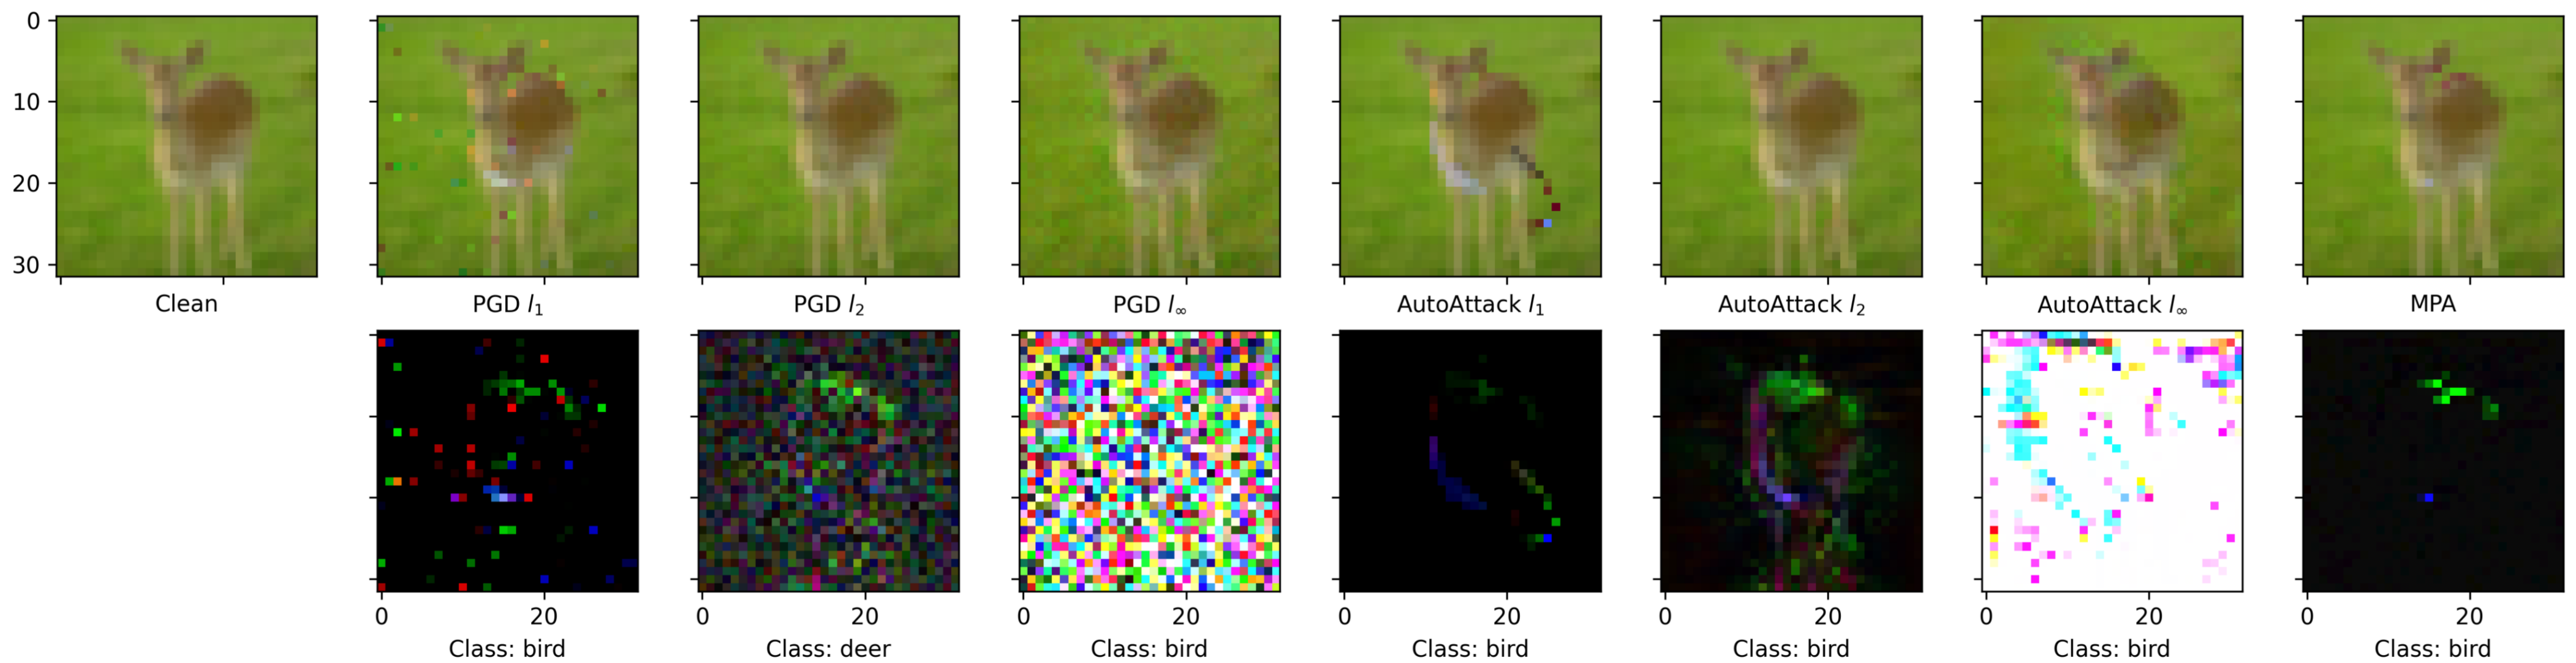 0
10
20
30
Clean
PGD l₁
PGD l₂
PGD l∞
AutoAttack l₁
AutoAttack l₂
AutoAttack l∞
MPA
0 20
0 20
0 20
0 20
0 20
0 20
0 20
Class: bird
Class: deer
Class: bird
Class: bird
Class: bird
Class: bird
Class: bird